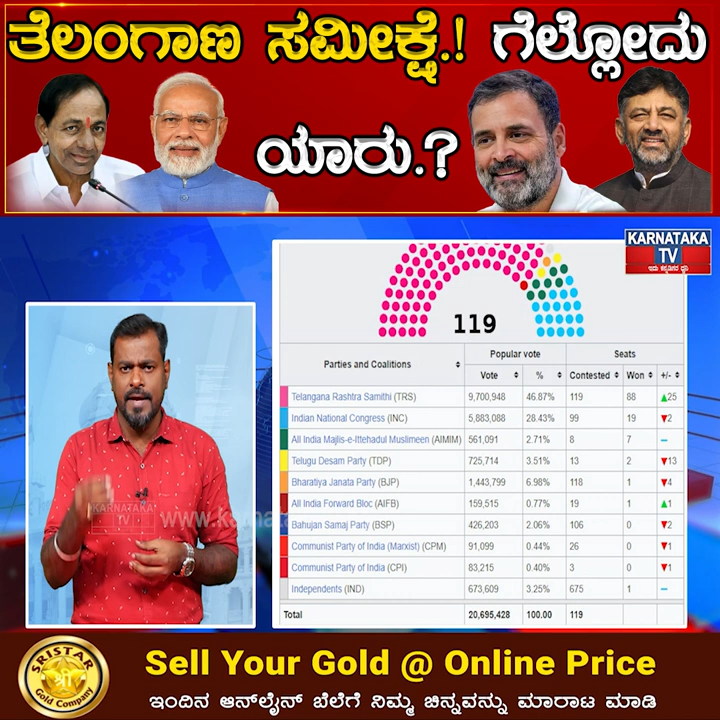 ತೆಲಂಗಾಣ ಸಮೀಕ್ಷೆ.! ಗೆಲ್ಲೋದು
ಯಾರು.?
KARNATAKA
TV
ಇದು ಕನ್ನಡಿಗರ ಧ್ವನಿ
119
Parties and Coalitions Popular vote Seats
Vote % Contested Won +/-
Telangana Rashtra Samithi (TRS) 9,700,948 46.87% 119 88 ▲25
Indian National Congress (INC) 5,883,088 28.43% 99 19 ▼2
All India Majlis-e-Ittehadul Muslimeen (AIMIM) 561,091 2.71% 8 7 –
Telugu Desam Party (TDP) 725,714 3.51% 13 2 ▼13
Bharatiya Janata Party (BJP) 1,443,799 6.98% 118 1 ▼4
All India Forward Bloc (AIFB) 159,515 0.77% 19 1 ▲1
Bahujan Samaj Party (BSP) 426,203 2.06% 106 0 ▼2
Communist Party of India (Marxist) (CPM) 91,099 0.44% 26 0 ▼1
Communist Party of India (CPI) 83,215 0.40% 3 0 ▼1
Independents (IND) 673,609 3.25% 675 1 –
Total 20,695,428 100.00 119
KARNATAKA
TV
www.karnata
SRISTAR
ಶ್ರೀ
Gold Company
Sell Your Gold @ Online Price
ಇಂದಿನ ಆನ್‌ಲೈನ್ ಬೆಲೆಗೆ ನಿಮ್ಮ ಚಿನ್ನವನ್ನು ಮಾರಾಟ ಮಾಡಿ